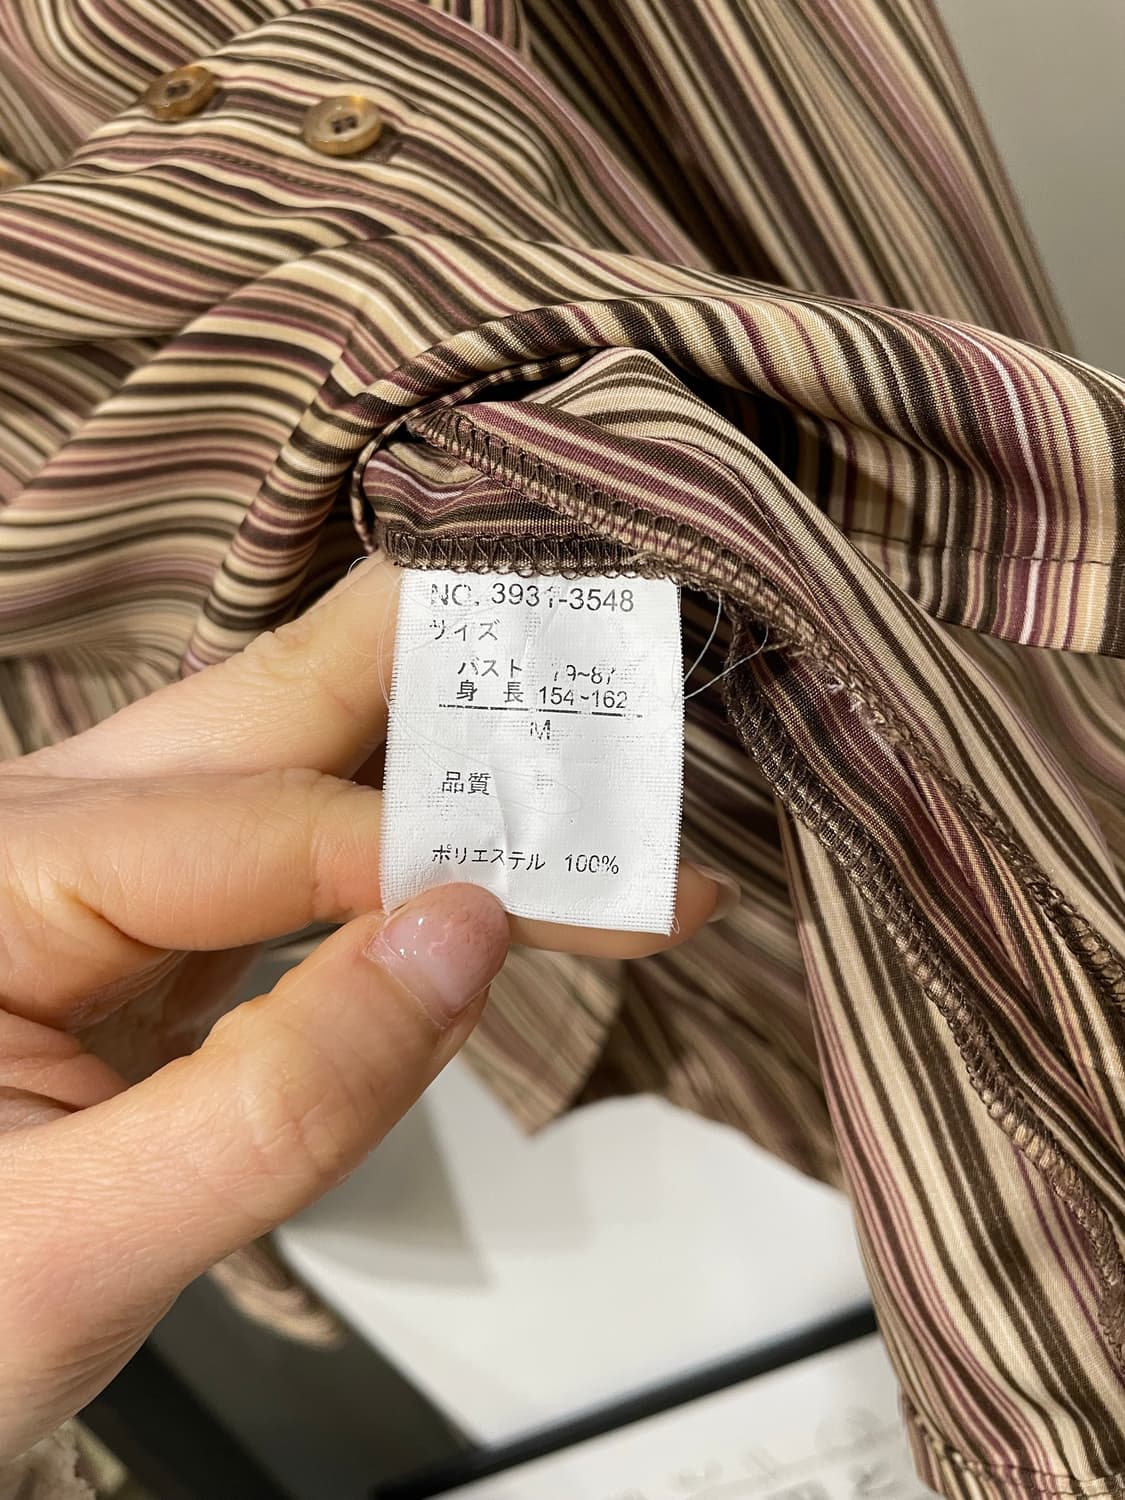 NO. 3931-3548
サイズ
バスト 79~87
身 長 154~162
M
品質
ポリエステル 100%